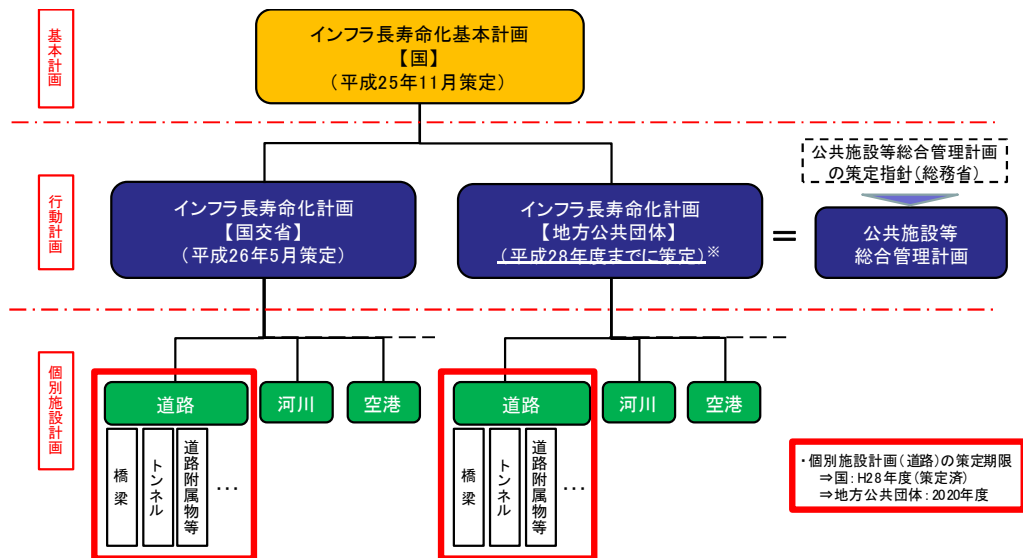 基本計画
インフラ長寿命化基本計画
【国】
(平成25年11月策定)
公共施設等総合管理計画
の策定指針(総務省)
行動計画
インフラ長寿命化計画
【国交省】
(平成26年5月策定)
インフラ長寿命化計画
【地方公共団体】
(平成28年度までに策定)※
=
公共施設等
総合管理計画
個別施設計画
道路
河川
空港
橋梁
トンネル
道路附属物等
…
道路
河川
空港
橋梁
トンネル
道路附属物等
…
・個別施設計画(道路)の策定期限
⇒国:H28年度(策定済)
⇒地方公共団体:2020年度